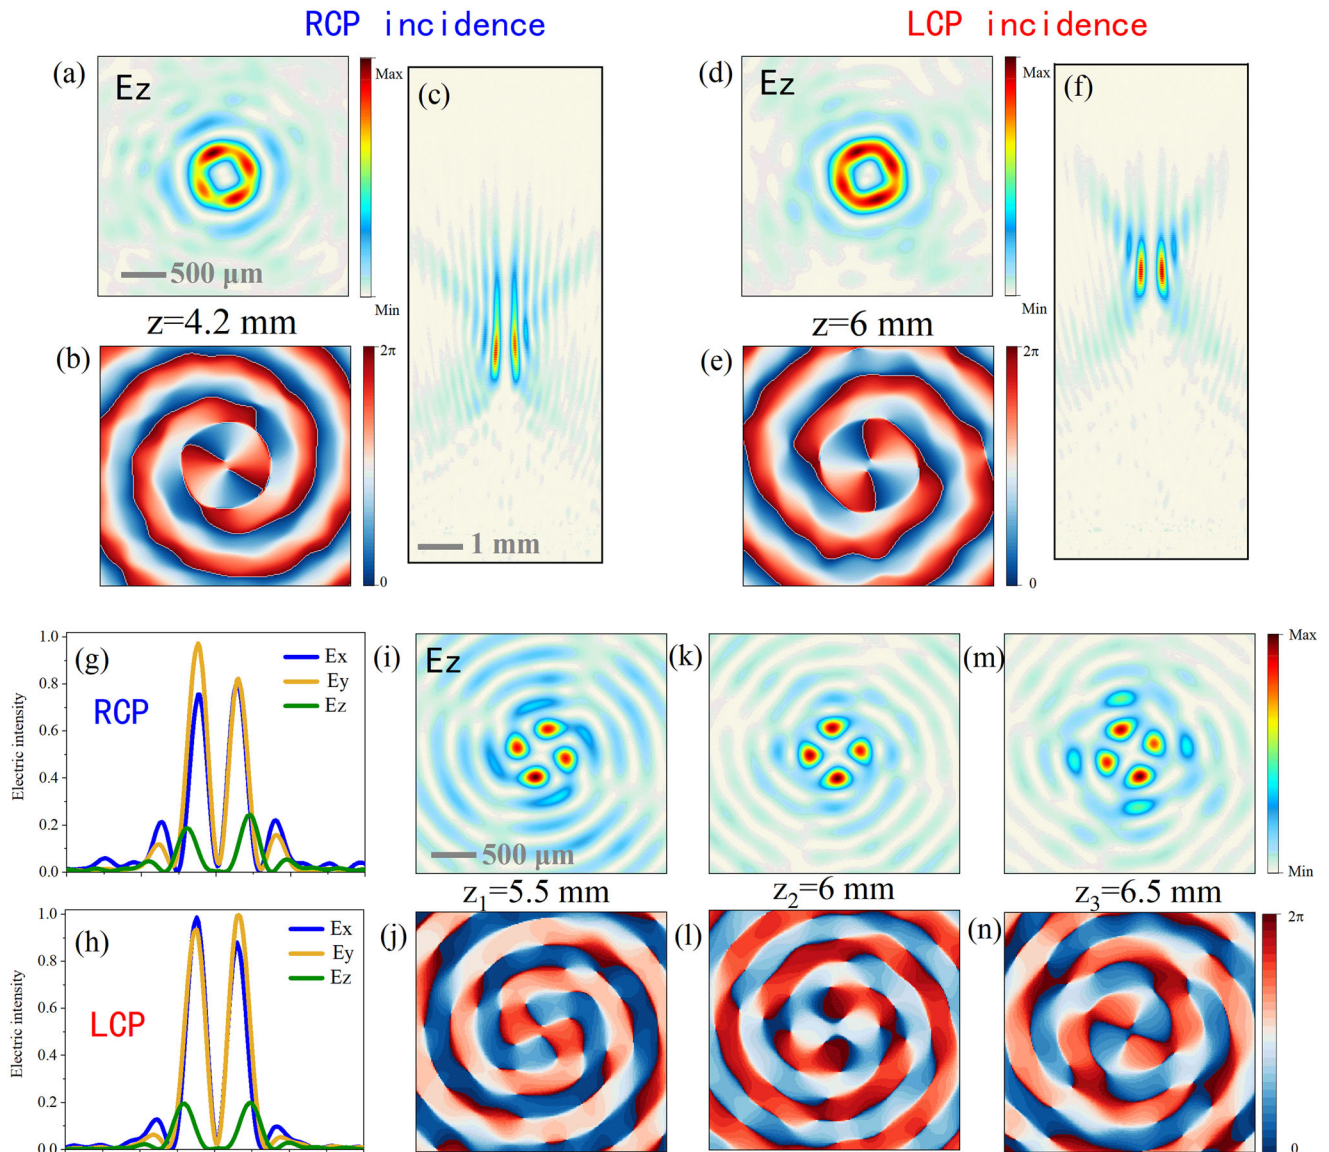 RCP incidence
LCP incidence
(a)
Ez
Max
Min
500 μm
z=4.2 mm
(b)
2π
0
(c)
1 mm
(d)
Ez
Max
Min
z=6 mm
(e)
2π
0
(f)
(g)
RCP
Ex
Ey
Ez
Electric intensity
1.0
0.8
0.6
0.4
0.2
0.0
(h)
LCP
Ex
Ey
Ez
Electric intensity
1.0
0.8
0.6
0.4
0.2
0.0
(i)
Ez
500 μm
(k)
(m)
Max
Min
z₁=5.5 mm
z₂=6 mm
z₃=6.5 mm
(j)
(l)
(n)
2π
0